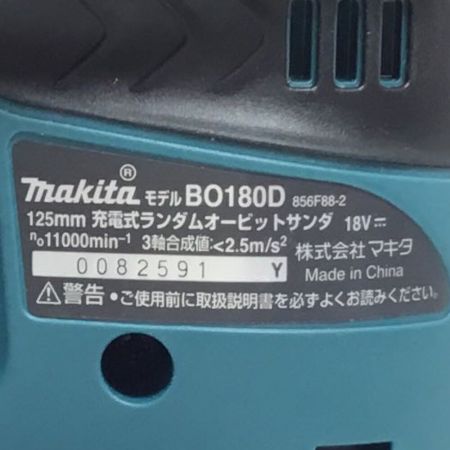 makita® モデル BO180D 856F88-2
125mm 充電式ランダムオービットサンダ 18V⎓
n₀11000min⁻¹ 3軸合成値:<2.5m/s² 株式会社マキタ
0082591 Y Made in China
⚠警告・ご使用前に取扱説明書を必ずよくお読みください。